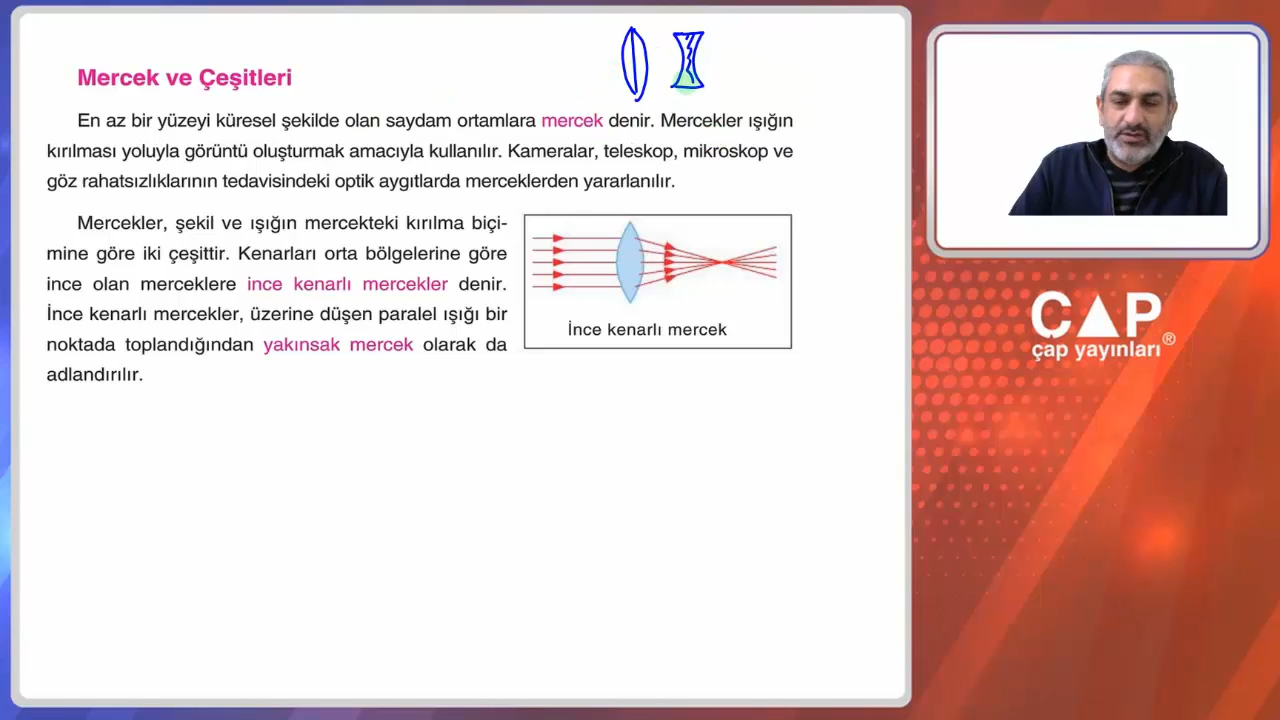 Mercek ve Çeşitleri
En az bir yüzeyi küresel şekilde olan saydam ortamlara mercek denir. Mercekler ışığın
kırılması yoluyla görüntü oluşturmak amacıyla kullanılır. Kameralar, teleskop, mikroskop ve
göz rahatsızlıklarının tedavisindeki optik aygıtlarda merceklerden yararlanılır.
Mercekler, şekil ve ışığın mercekteki kırılma biçi-
mine göre iki çeşittir. Kenarları orta bölgelerine göre
ince olan merceklere ince kenarlı mercekler denir.
İnce kenarlı mercekler, üzerine düşen paralel ışığı bir
noktada toplandığından yakınsak mercek olarak da
adlandırılır.
İnce kenarlı mercek
ÇAP
çap yayınları®